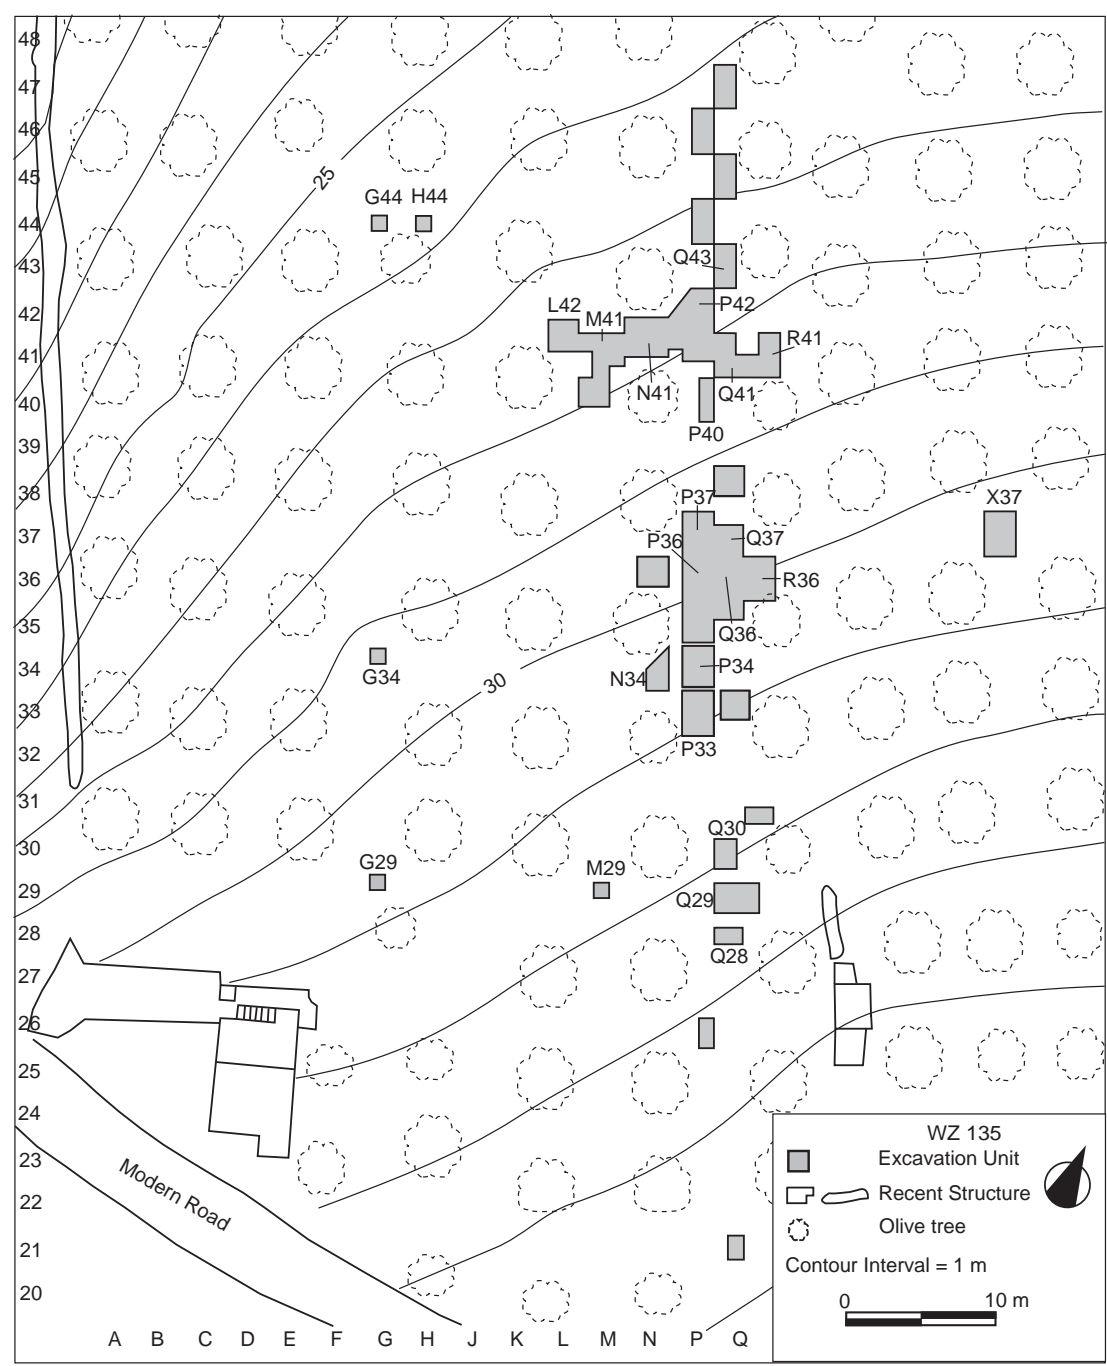 48
47
46
45
25
G44 H44
44
Q43
43
42
L42
M41
P42
R41
41
N41
Q41
40
P40
39
38
P37
X37
37
P36
Q37
36
R36
35
Q36
34
N34
P34
G34
30
33
P33
32
31
Q30
30
G29
M29
29
Q29
28
Q28
27
26
25
24
WZ 135
23
Excavation Unit
Modern Road
22
Recent Structure
Olive tree
21
Contour Interval = 1 m
20
0 10 m
A B C D E F G H J K L M N P Q